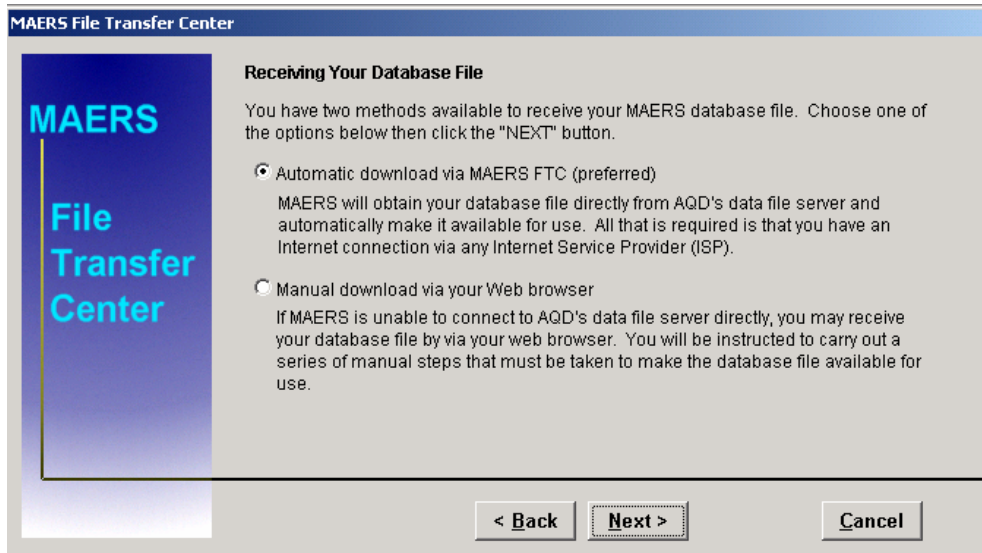 MAERS File Transfer Center
MAERS
File
Transfer
Center
Receiving Your Database File
You have two methods available to receive your MAERS database file. Choose one of
the options below then click the "NEXT" button.
Automatic download via MAERS FTC (preferred)
MAERS will obtain your database file directly from AQD's data file server and
automatically make it available for use. All that is required is that you have an
Internet connection via any Internet Service Provider (ISP).
Manual download via your Web browser
If MAERS is unable to connect to AQD's data file server directly, you may receive
your database file by via your web browser. You will be instructed to carry out a
series of manual steps that must be taken to make the database file available for
use.
< Back
Next >
Cancel